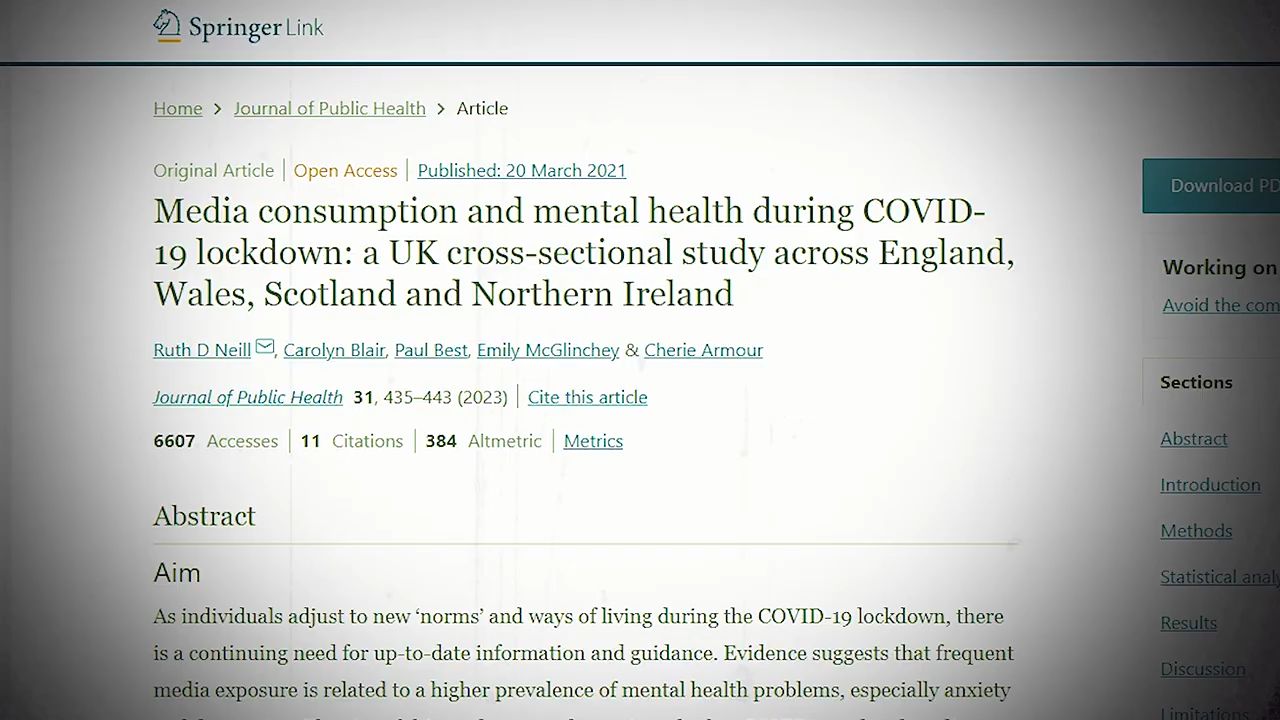 Springer Link
Home > Journal of Public Health > Article
Original Article | Open Access | Published: 20 March 2021
Download PD
Media consumption and mental health during COVID-
19 lockdown: a UK cross-sectional study across England,
Wales, Scotland and Northern Ireland
Working on
Avoid the com
Ruth D Neill, Carolyn Blair, Paul Best, Emily McGlinchey & Cherie Armour
Sections
Journal of Public Health 31, 435–443 (2023) | Cite this article
6607 Accesses | 11 Citations | 384 Altmetric | Metrics
Abstract
Introduction
Methods
Statistical anal
Results
Discussion
Limitations
Abstract
Aim
As individuals adjust to new ‘norms’ and ways of living during the COVID-19 lockdown, there
is a continuing need for up-to-date information and guidance. Evidence suggests that frequent
media exposure is related to a higher prevalence of mental health problems, especially anxiety